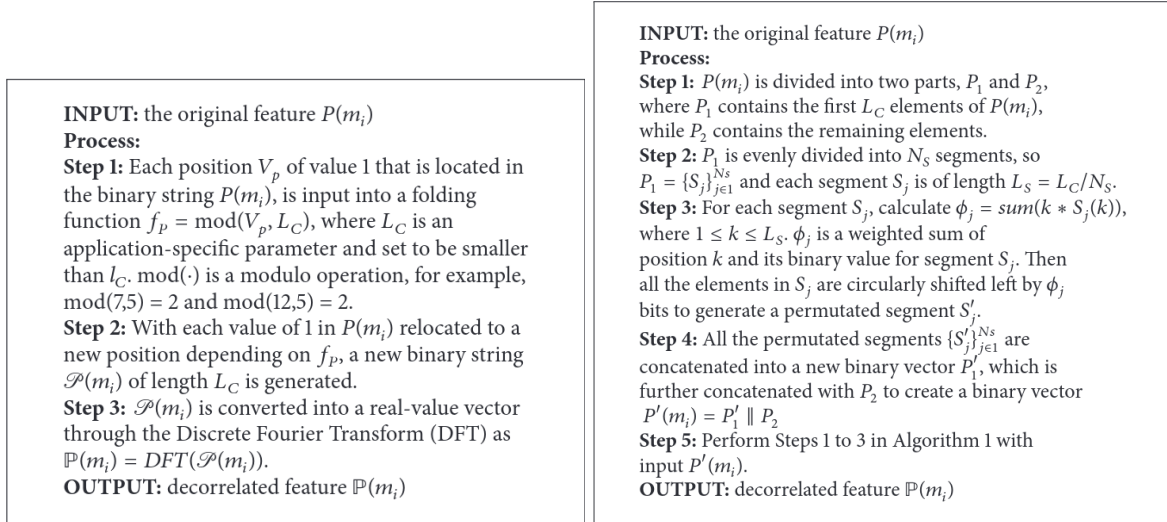 INPUT: the original feature P(m_i)
Process:
Step 1: Each position V_p of value 1 that is located in
the binary string P(m_i), is input into a folding
function f_P = mod(V_p, L_C), where L_C is an
application-specific parameter and set to be smaller
than l_C. mod(·) is a modulo operation, for example,
mod(7,5) = 2 and mod(12,5) = 2.
Step 2: With each value of 1 in P(m_i) relocated to a
new position depending on f_P, a new binary string
𝒫(m_i) of length L_C is generated.
Step 3: 𝒫(m_i) is converted into a real-value vector
through the Discrete Fourier Transform (DFT) as
ℙ(m_i) = DFT(𝒫(m_i)).
OUTPUT: decorrelated feature ℙ(m_i)
INPUT: the original feature P(m_i)
Process:
Step 1: P(m_i) is divided into two parts, P_1 and P_2,
where P_1 contains the first L_C elements of P(m_i),
while P_2 contains the remaining elements.
Step 2: P_1 is evenly divided into N_S segments, so
P_1 = {S_j}_{j∈1}^{Ns} and each segment S_j is of length L_S = L_C/N_S.
Step 3: For each segment S_j, calculate ϕ_j = sum(k * S_j(k)),
where 1 ≤ k ≤ L_S. ϕ_j is a weighted sum of
position k and its binary value for segment S_j. Then
all the elements in S_j are circularly shifted left by ϕ_j
bits to generate a permutated segment S′_j.
Step 4: All the permutated segments {S′_j}_{j∈1}^{Ns} are
concatenated into a new binary vector P′_1, which is
further concatenated with P_2 to create a binary vector
P′(m_i) = P′_1 ∥ P_2
Step 5: Perform Steps 1 to 3 in Algorithm 1 with
input P′(m_i).
OUTPUT: decorrelated feature ℙ(m_i)